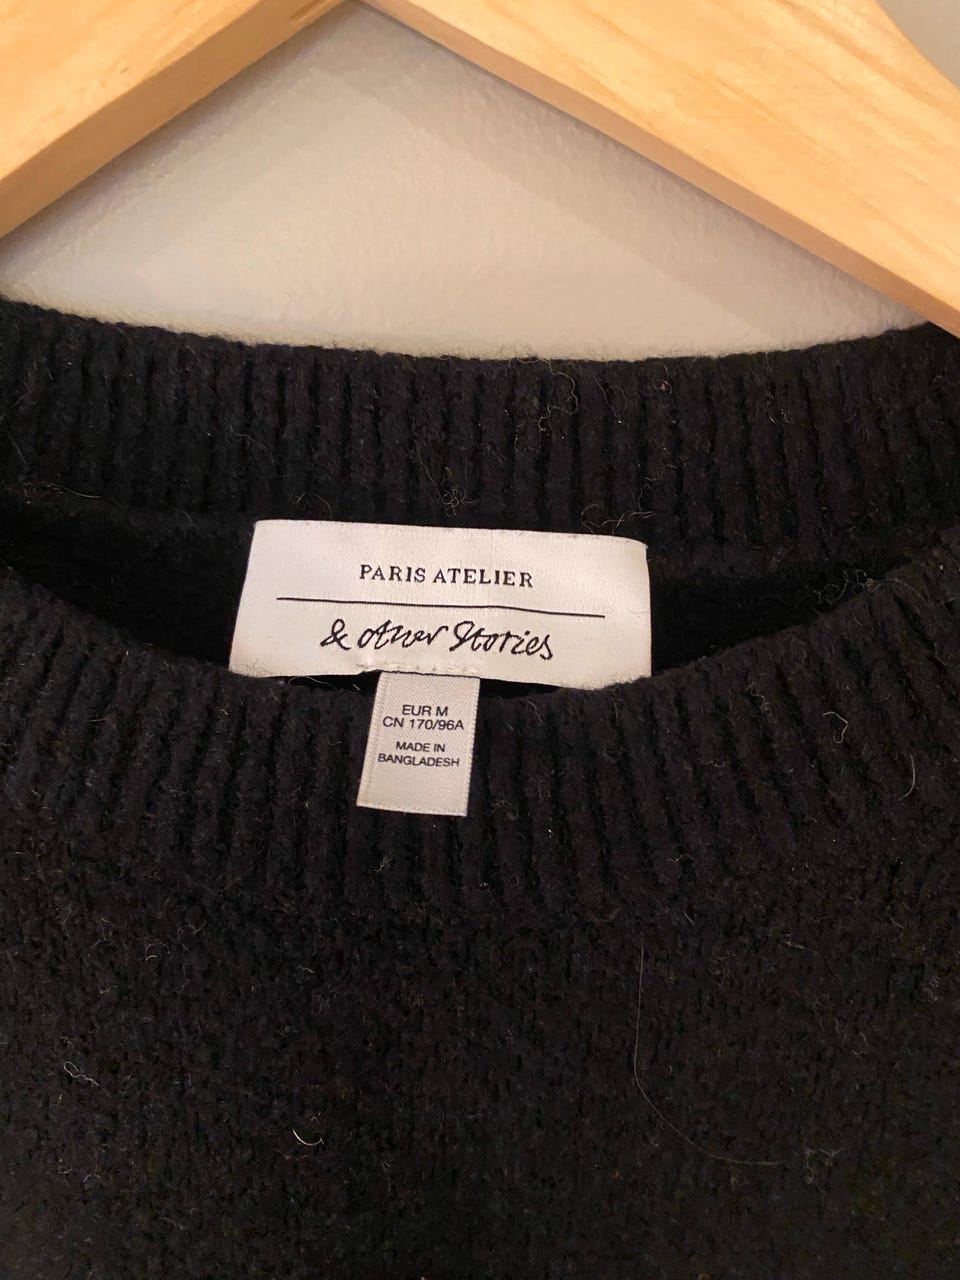 PARIS ATELIER
& Other Stories
EUR M
CN 170/96A
MADE IN
BANGLADESH